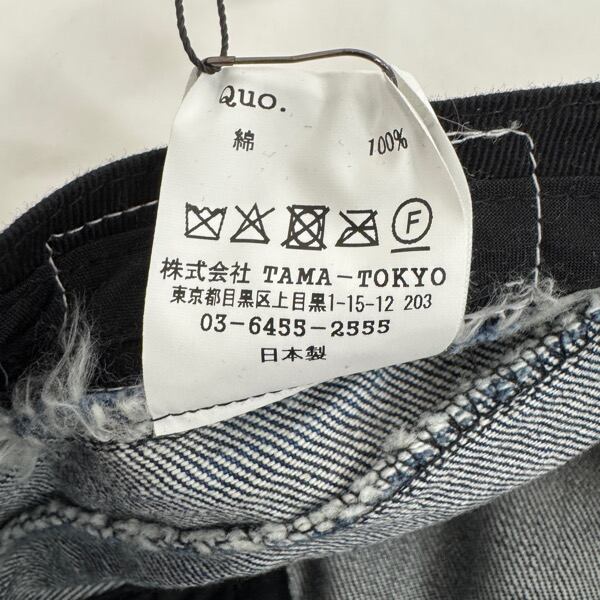 Quo.
綿 100%
F
株式会社 TAMA-TOKYO
東京都目黒区上目黒1-15-12 203
03-6455-2555
日本製